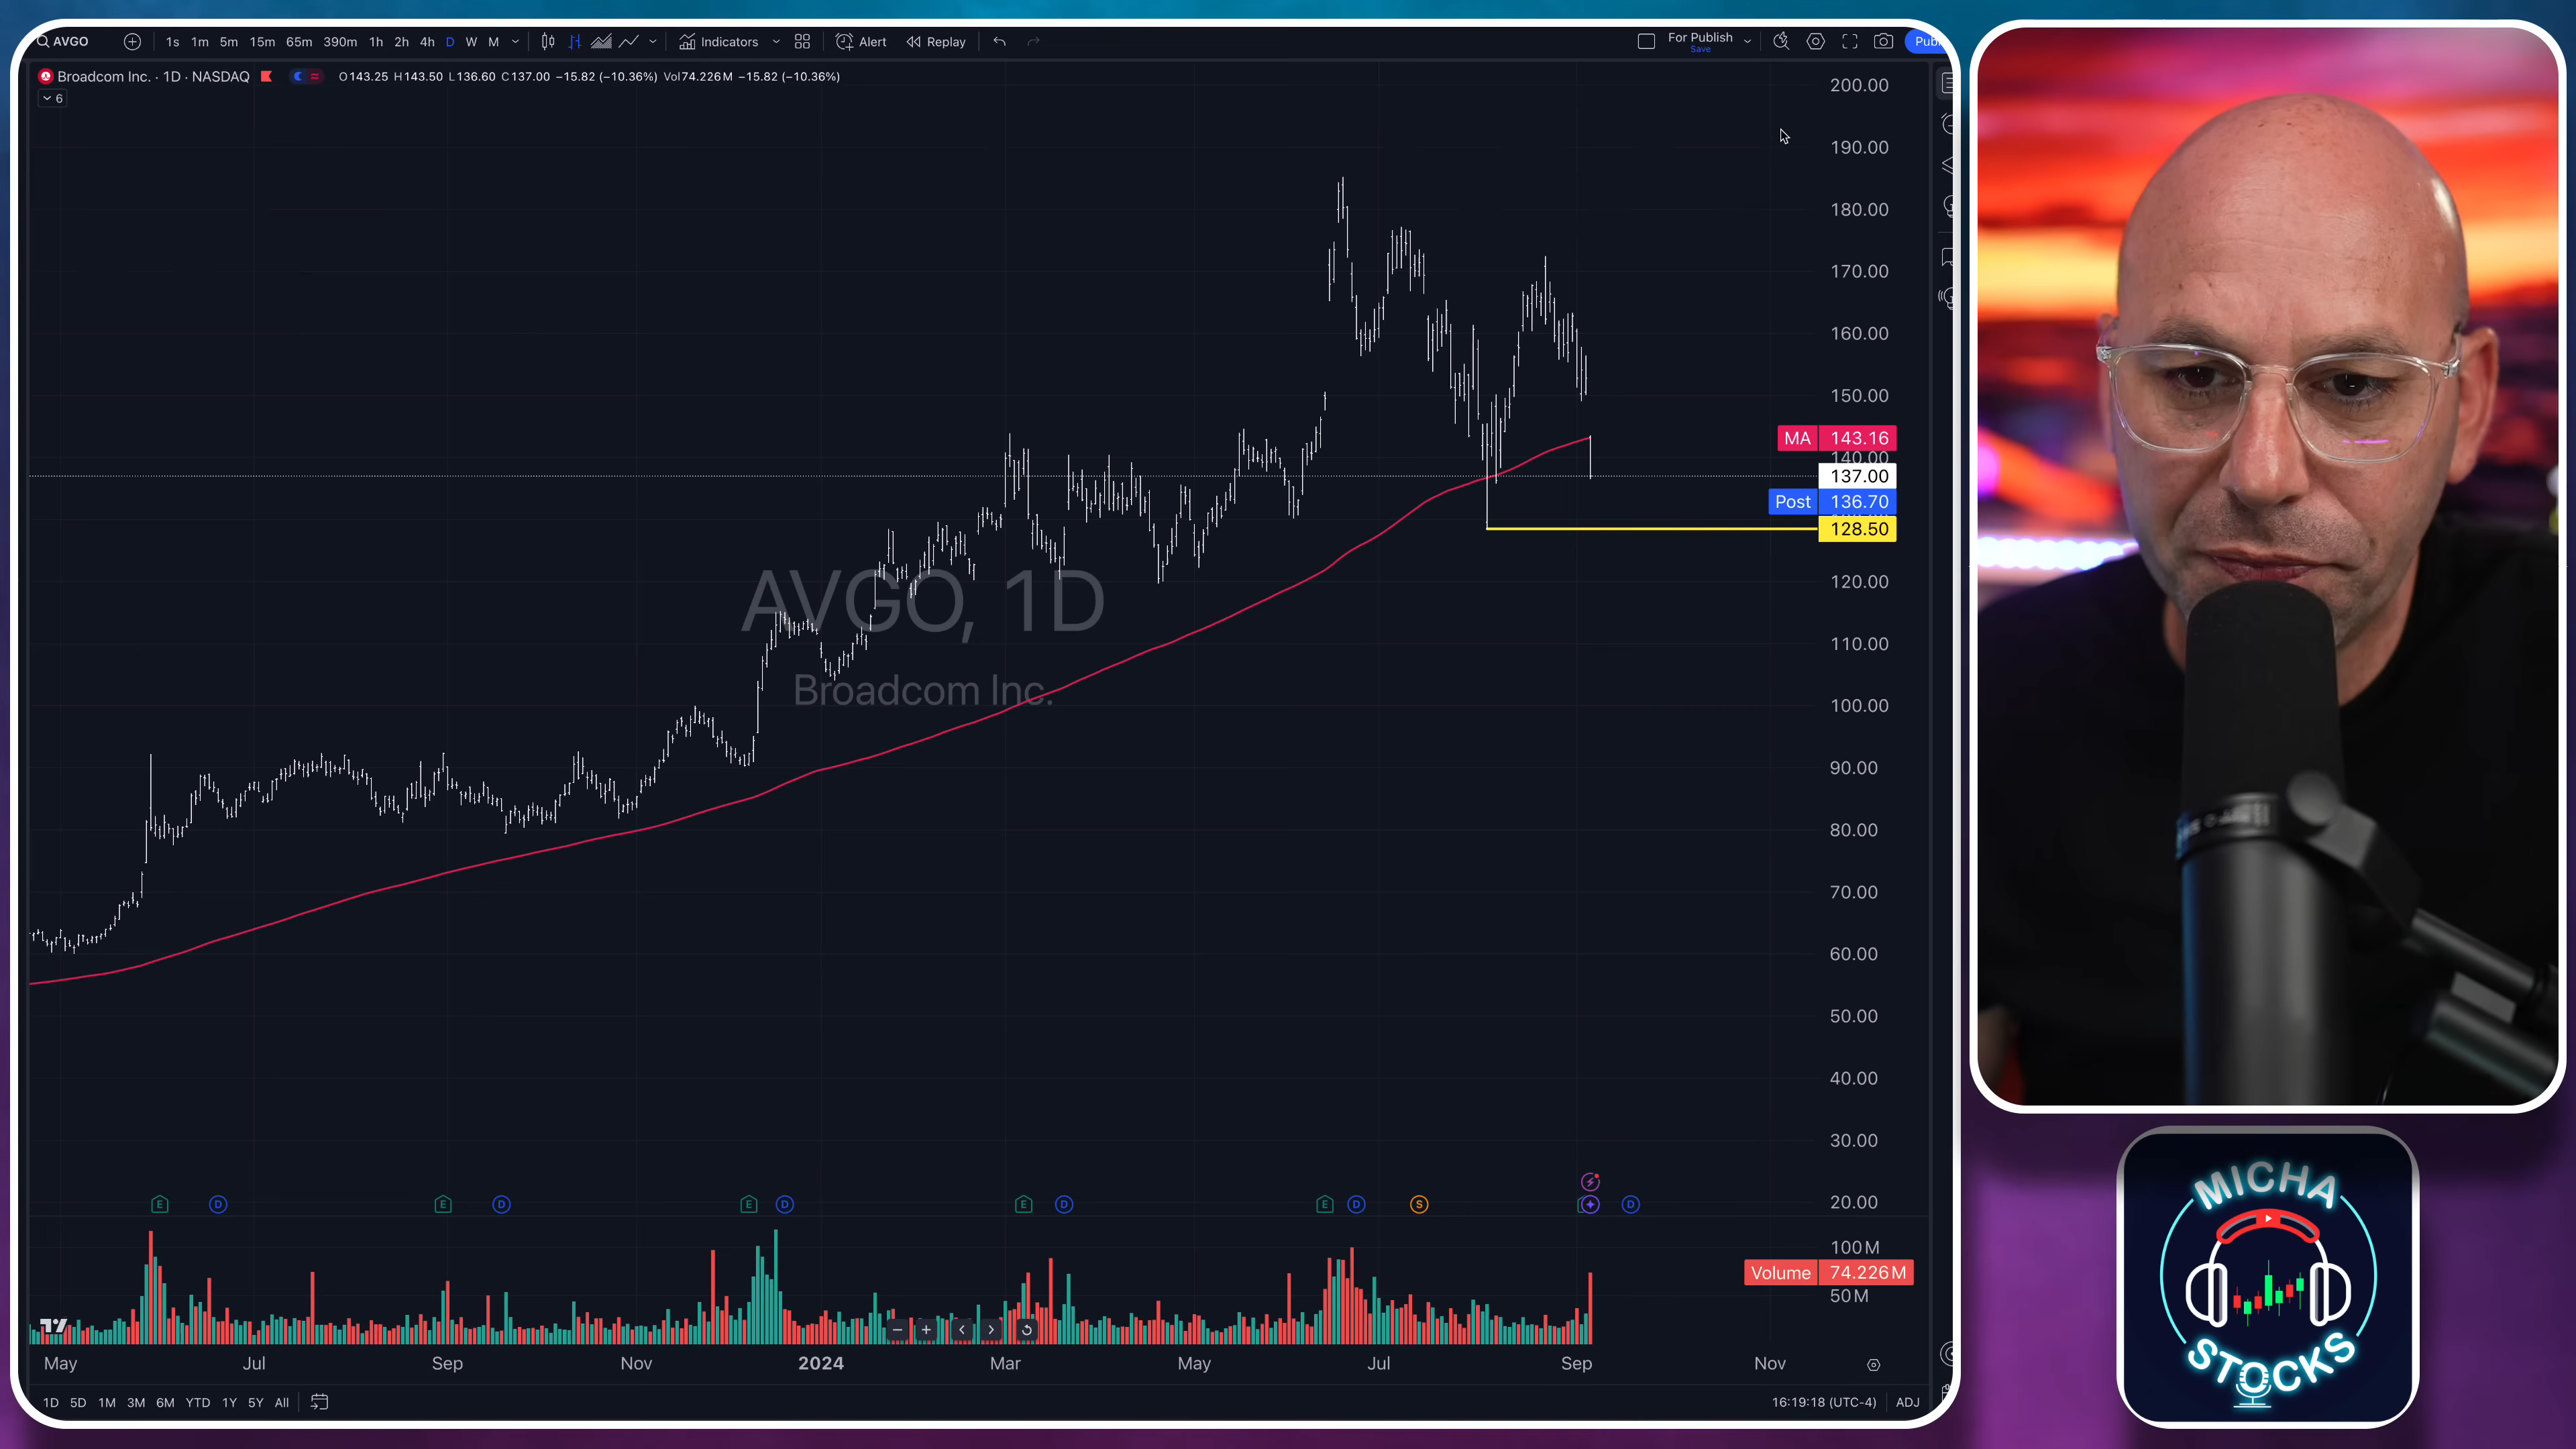 AVGO 1s 1m 5m 15m 65m 390m 1h 2h 4h D W M Indicators Alert Replay For Publish
Save
Broadcom Inc. · 1D · NASDAQ O143.25 H143.50 L136.60 C137.00 −15.82 (−10.36%) Vol74.226M −15.82 (−10.36%)
6
200.00
190.00
180.00
170.00
160.00
150.00
MA 143.16
140.00
137.00
Post 136.70
128.50
120.00
110.00
100.00
90.00
80.00
70.00
60.00
50.00
40.00
30.00
20.00
AVGO, 1D
Broadcom Inc.
E D E D E D E D E D S D
100M
Volume 74.226M
50M
May Jul Sep Nov 2024 Mar May Jul Sep Nov
1D 5D 1M 3M 6M YTD 1Y 5Y All 16:19:18 (UTC-4) ADJ
MICHA
STOCKS